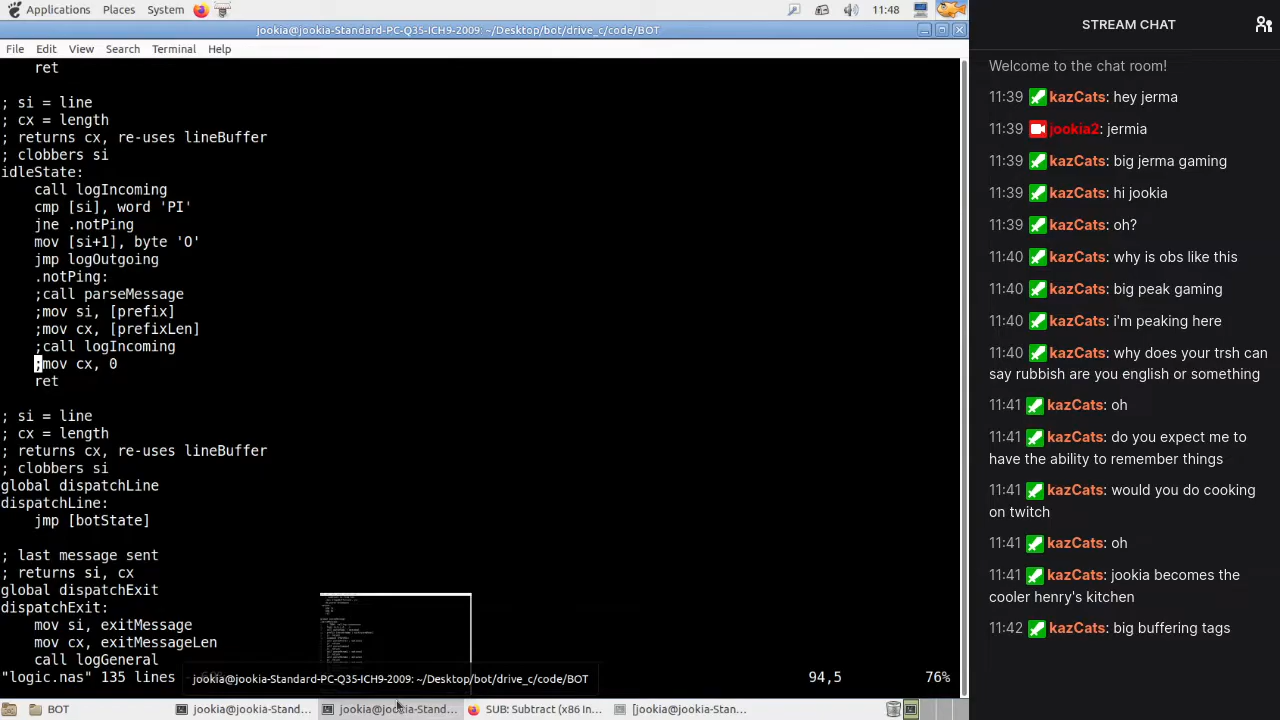 Applications Places System 11:48
jookia@jookia-Standard-PC-Q35-ICH9-2009: ~/Desktop/bot/drive_c/code/BOT
File Edit View Search Terminal Help
ret
; si = line
; cx = length
; returns cx, re-uses lineBuffer
; clobbers si
idleState:
call logIncoming
cmp [si], word 'PI'
jne .notPing
mov [si+1], byte 'O'
jmp logOutgoing
.notPing:
;call parseMessage
;mov si, [prefix]
;mov cx, [prefixLen]
;call logIncoming
;mov cx, 0
ret
; si = line
; cx = length
; returns cx, re-uses lineBuffer
; clobbers si
global dispatchLine
dispatchLine:
jmp [botState]
; last message sent
; returns si, cx
global dispatchExit
dispatchExit:
mov si, exitMessage
mov cx, exitMessageLen
call logGeneral
"logic.nas" 135 lines
jookia@jookia-Standard-PC-Q35-ICH9-2009: ~/Desktop/bot/drive_c/code/BOT
94,5 76%
BOT
jookia@jookia-Stand...
jookia@jookia-Stand...
SUB: Subtract (x86 In...
[jookia@jookia-Stan...
STREAM CHAT
Welcome to the chat room!
11:39 kazCats: hey jerma
11:39 jookia2: jermia
11:39 kazCats: big jerma gaming
11:39 kazCats: hi jookia
11:39 kazCats: oh?
11:40 kazCats: why is obs like this
11:40 kazCats: big peak gaming
11:40 kazCats: i'm peaking here
11:40 kazCats: why does your trsh can
say rubbish are you english or something
11:41 kazCats: oh
11:41 kazCats: do you expect me to
have the ability to remember things
11:41 kazCats: would you do cooking
on twitch
11:41 kazCats: oh
11:41 kazCats: jookia becomes the
cooler henry's kitchen
11:42 kazCats: big buffering ggs